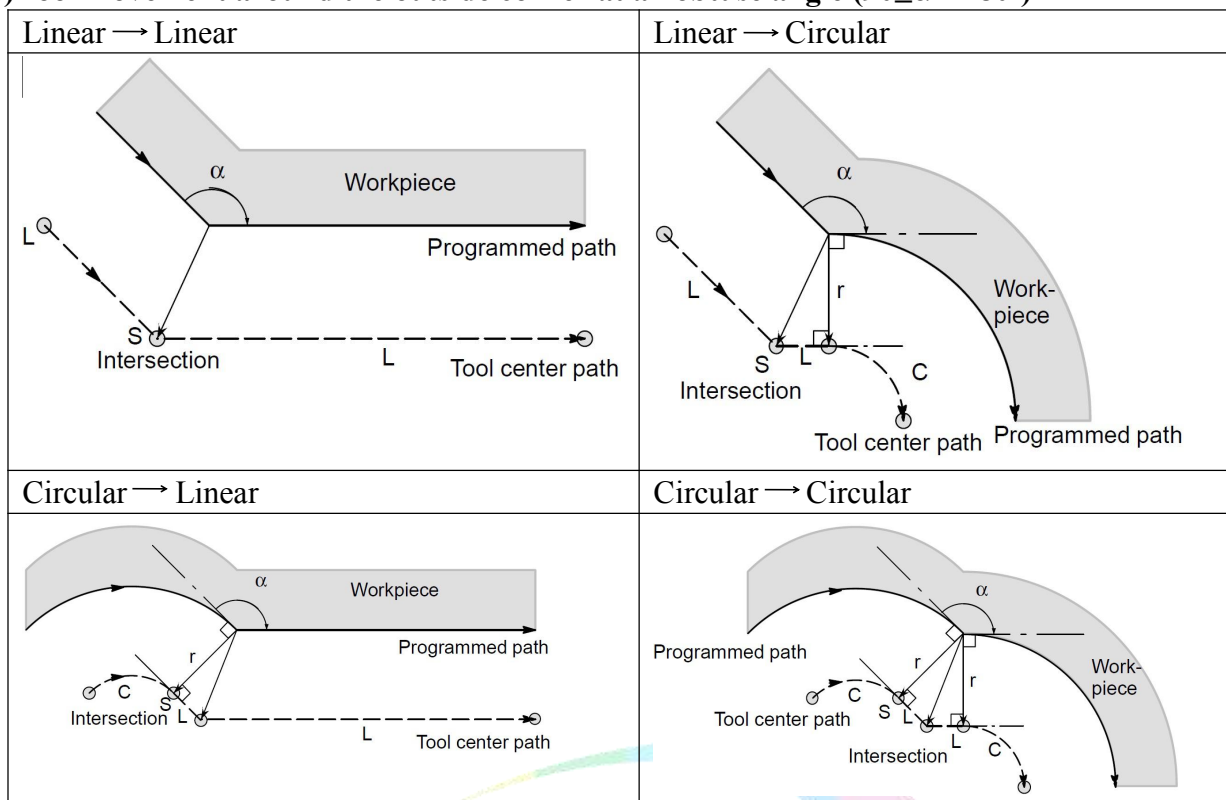 Linear → Linear
Linear → Circular
α
Workpiece
Programmed path
L
S
Intersection
L
Tool center path
α
Work-
piece
r
L
S
L
C
Intersection
Tool center path
Programmed path
Circular → Linear
Circular → Circular
α
Workpiece
Programmed path
r
C
S
Intersection
L
L
Tool center path
α
Programmed path
Work-
piece
r
r
C
Tool center path
S
L
L
C
Intersection